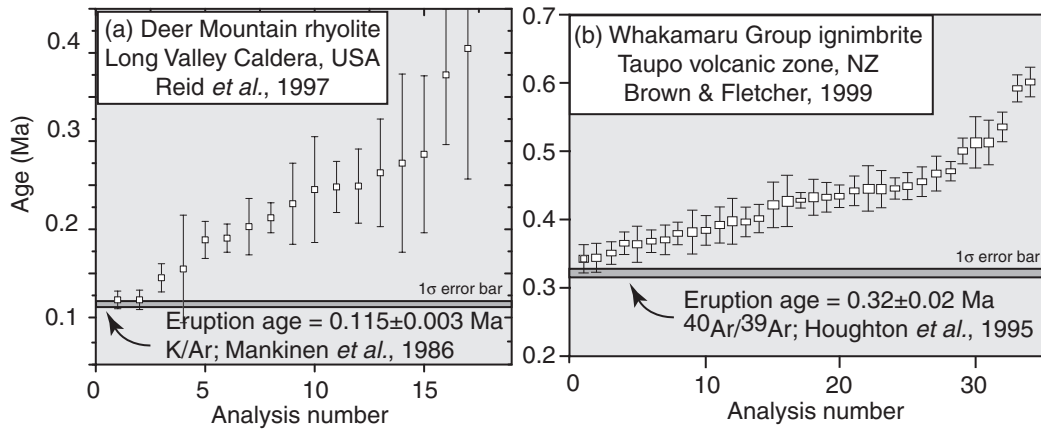 (a) Deer Mountain rhyolite
Long Valley Caldera, USA
Reid et al., 1997
0.4
0.3
0.2
0.1
Age (Ma)
1σ error bar
Eruption age = 0.115±0.003 Ma
K/Ar; Mankinen et al., 1986
0 5 10 15
Analysis number
(b) Whakamaru Group ignimbrite
Taupo volcanic zone, NZ
Brown & Fletcher, 1999
0.7
0.6
0.5
0.4
0.3
0.2
1σ error bar
Eruption age = 0.32±0.02 Ma
40Ar/39Ar; Houghton et al., 1995
0 10 20 30
Analysis number